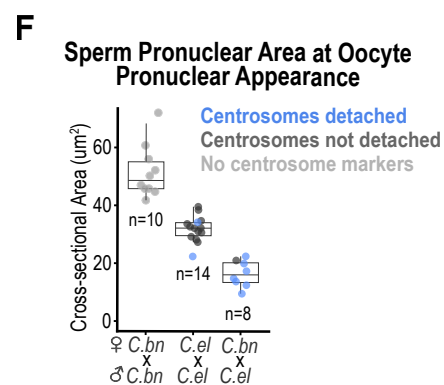 F
Sperm Pronuclear Area at Oocyte
Pronuclear Appearance
Centrosomes detached
Centrosomes not detached
No centrosome markers
Cross-sectional Area (um²)
60
40
20
0
n=10
n=14
n=8
♀ C.bn C.el C.bn
x x x
♂ C.bn C.el C.el